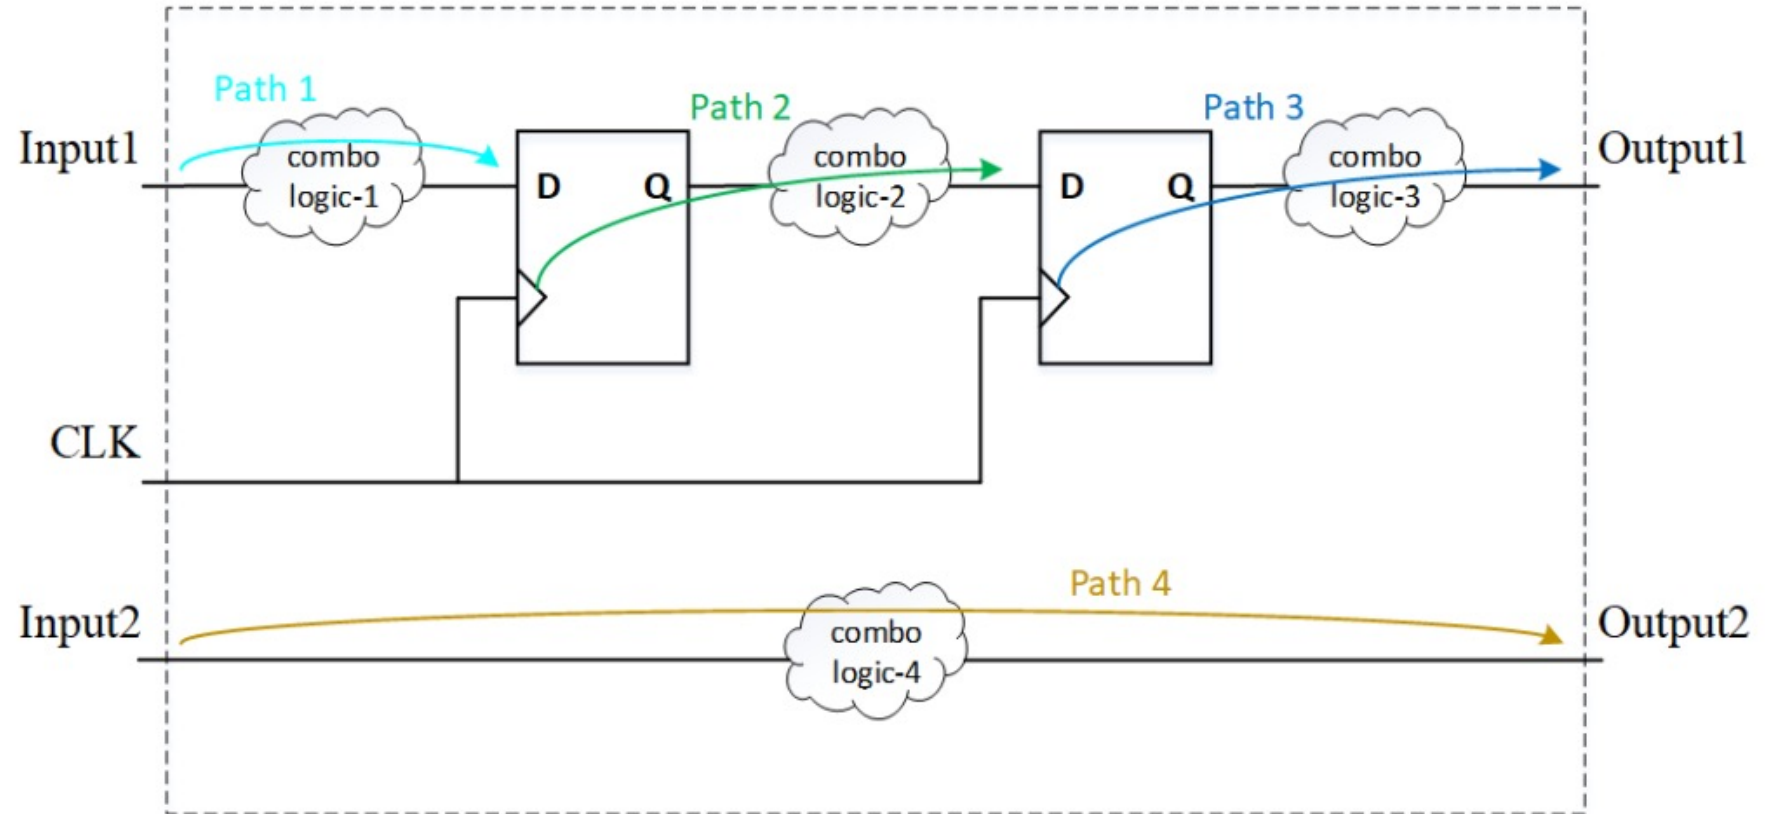 Path 1
Path 2
Path 3
Input1
combo
logic-1
D
Q
combo
logic-2
D
Q
combo
logic-3
Output1
CLK
Path 4
Input2
combo
logic-4
Output2